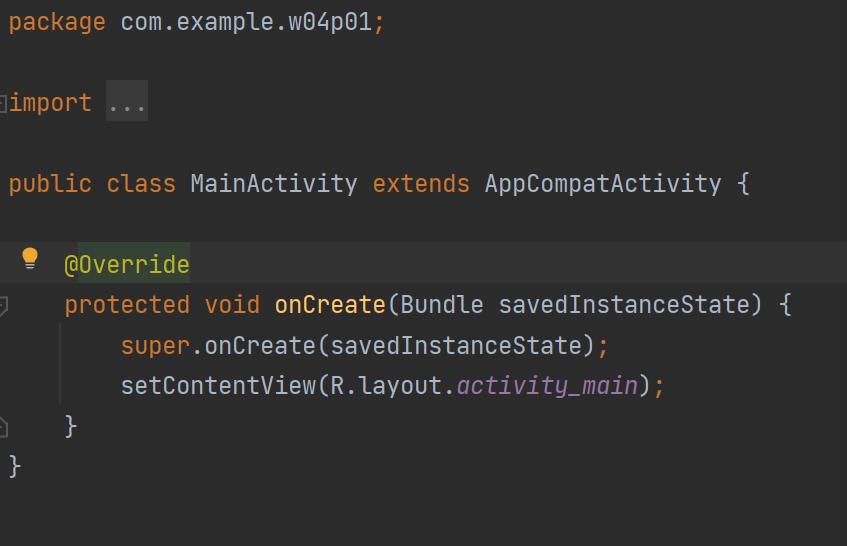 package com.example.w04p01;
import ...
public class MainActivity extends AppCompatActivity {
@Override
protected void onCreate(Bundle savedInstanceState) {
super.onCreate(savedInstanceState);
setContentView(R.layout.activity_main);
}
}